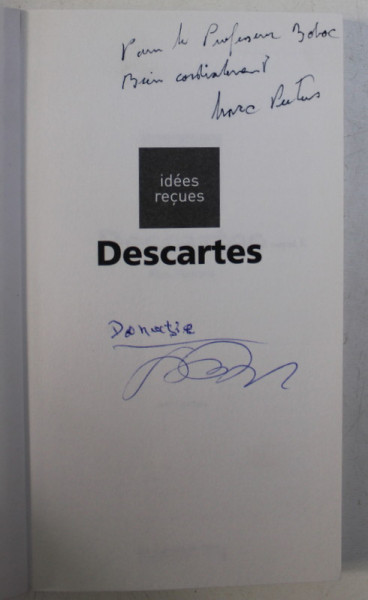 Pour le Professeur Boboc
Bien cordialement
Marc Peeters
idées
reçues
Descartes
Donație